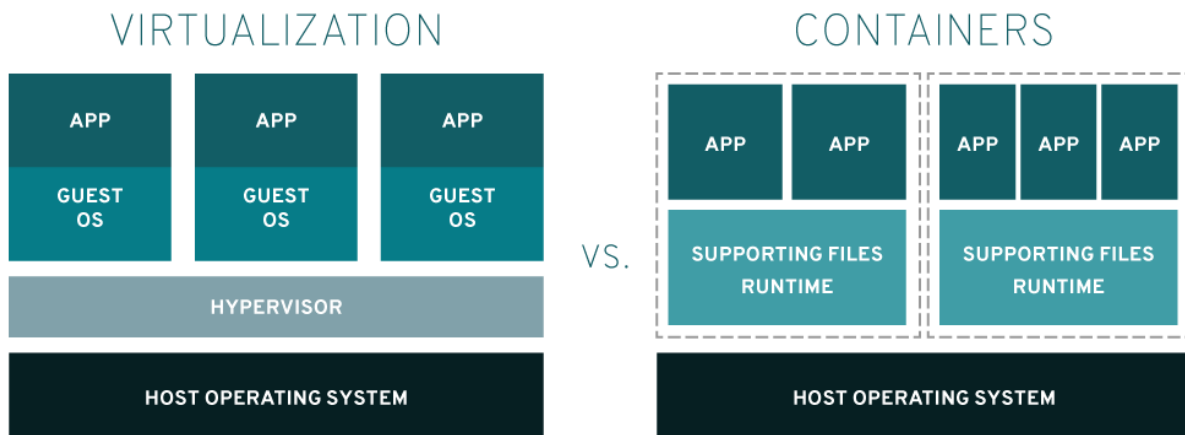 VIRTUALIZATION
APP
GUEST
OS
APP
GUEST
OS
APP
GUEST
OS
HYPERVISOR
HOST OPERATING SYSTEM
VS.
CONTAINERS
APP
APP
SUPPORTING FILES
RUNTIME
APP
APP
APP
SUPPORTING FILES
RUNTIME
HOST OPERATING SYSTEM